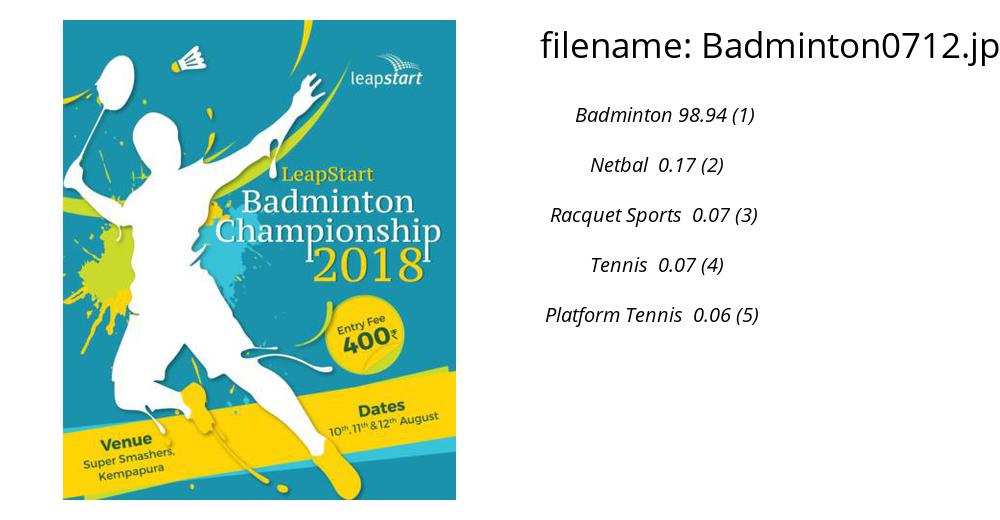 leapstart
LeapStart
Badminton
Championship
2018
Entry Fee
400₹
Dates
10th, 11th & 12th August
Venue
Super Smashers,
Kempapura
filename: Badminton0712.jp
Badminton 98.94 (1)
Netbal 0.17 (2)
Racquet Sports 0.07 (3)
Tennis 0.07 (4)
Platform Tennis 0.06 (5)